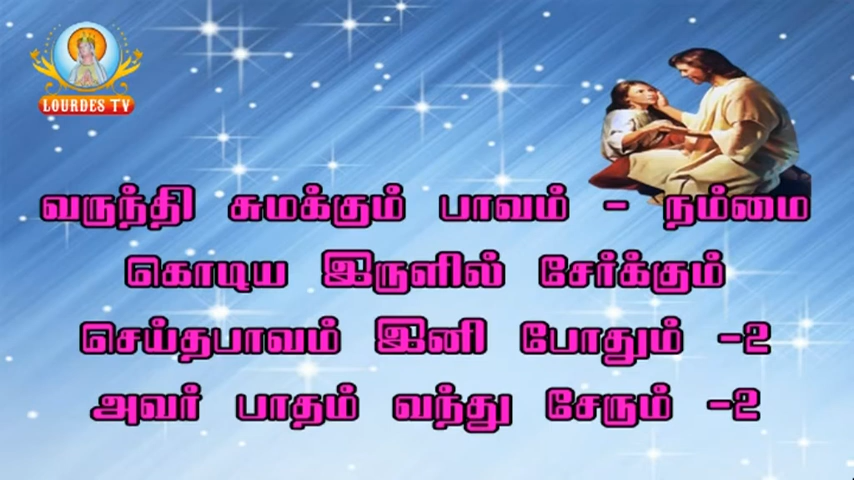 LOURDES TV
வருந்தி சுமக்கும் பாவம் - நம்மை
கொடிய இருளில் சேர்க்கும்
செய்தபாவம் இனி போதும் -2
அவர் பாதம் வந்து சேரும் -2